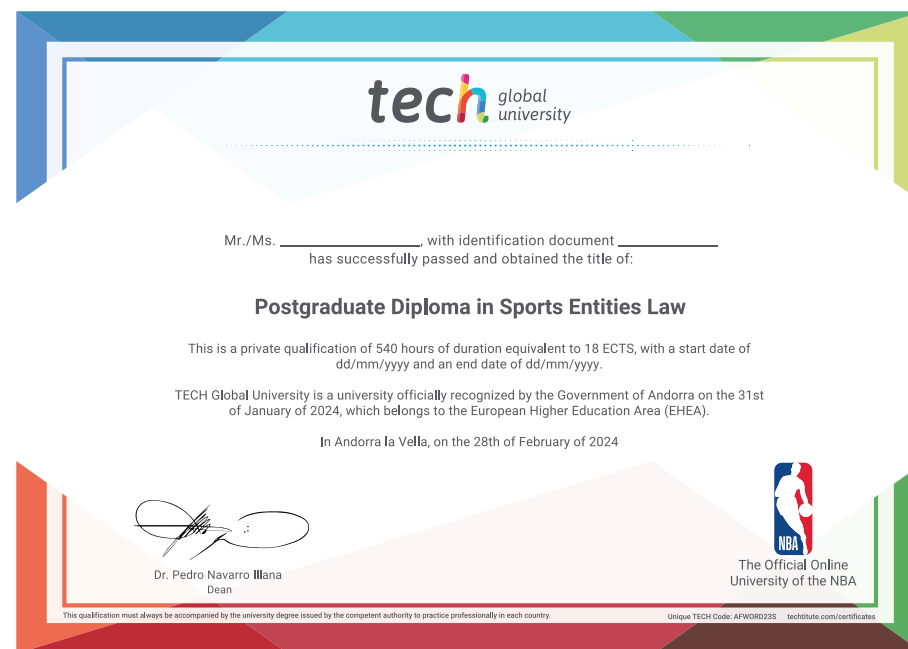 tech global
university
Mr./Ms. ____________, with identification document ____________
has successfully passed and obtained the title of:
Postgraduate Diploma in Sports Entities Law
This is a private qualification of 540 hours of duration equivalent to 18 ECTS, with a start date of
dd/mm/yyyy and an end date of dd/mm/yyyy.
TECH Global University is a university officially recognized by the Government of Andorra on the 31st
of January of 2024, which belongs to the European Higher Education Area (EHEA).
In Andorra la Vella, on the 28th of February of 2024
NBA
Dr. Pedro Navarro Illana
Dean
The Official Online
University of the NBA
This qualification must always be accompanied by the university degree issued by the competent authority to practice professionally in each country.
Unique TECH Code: AFWORD23S techtitute.com/certificates